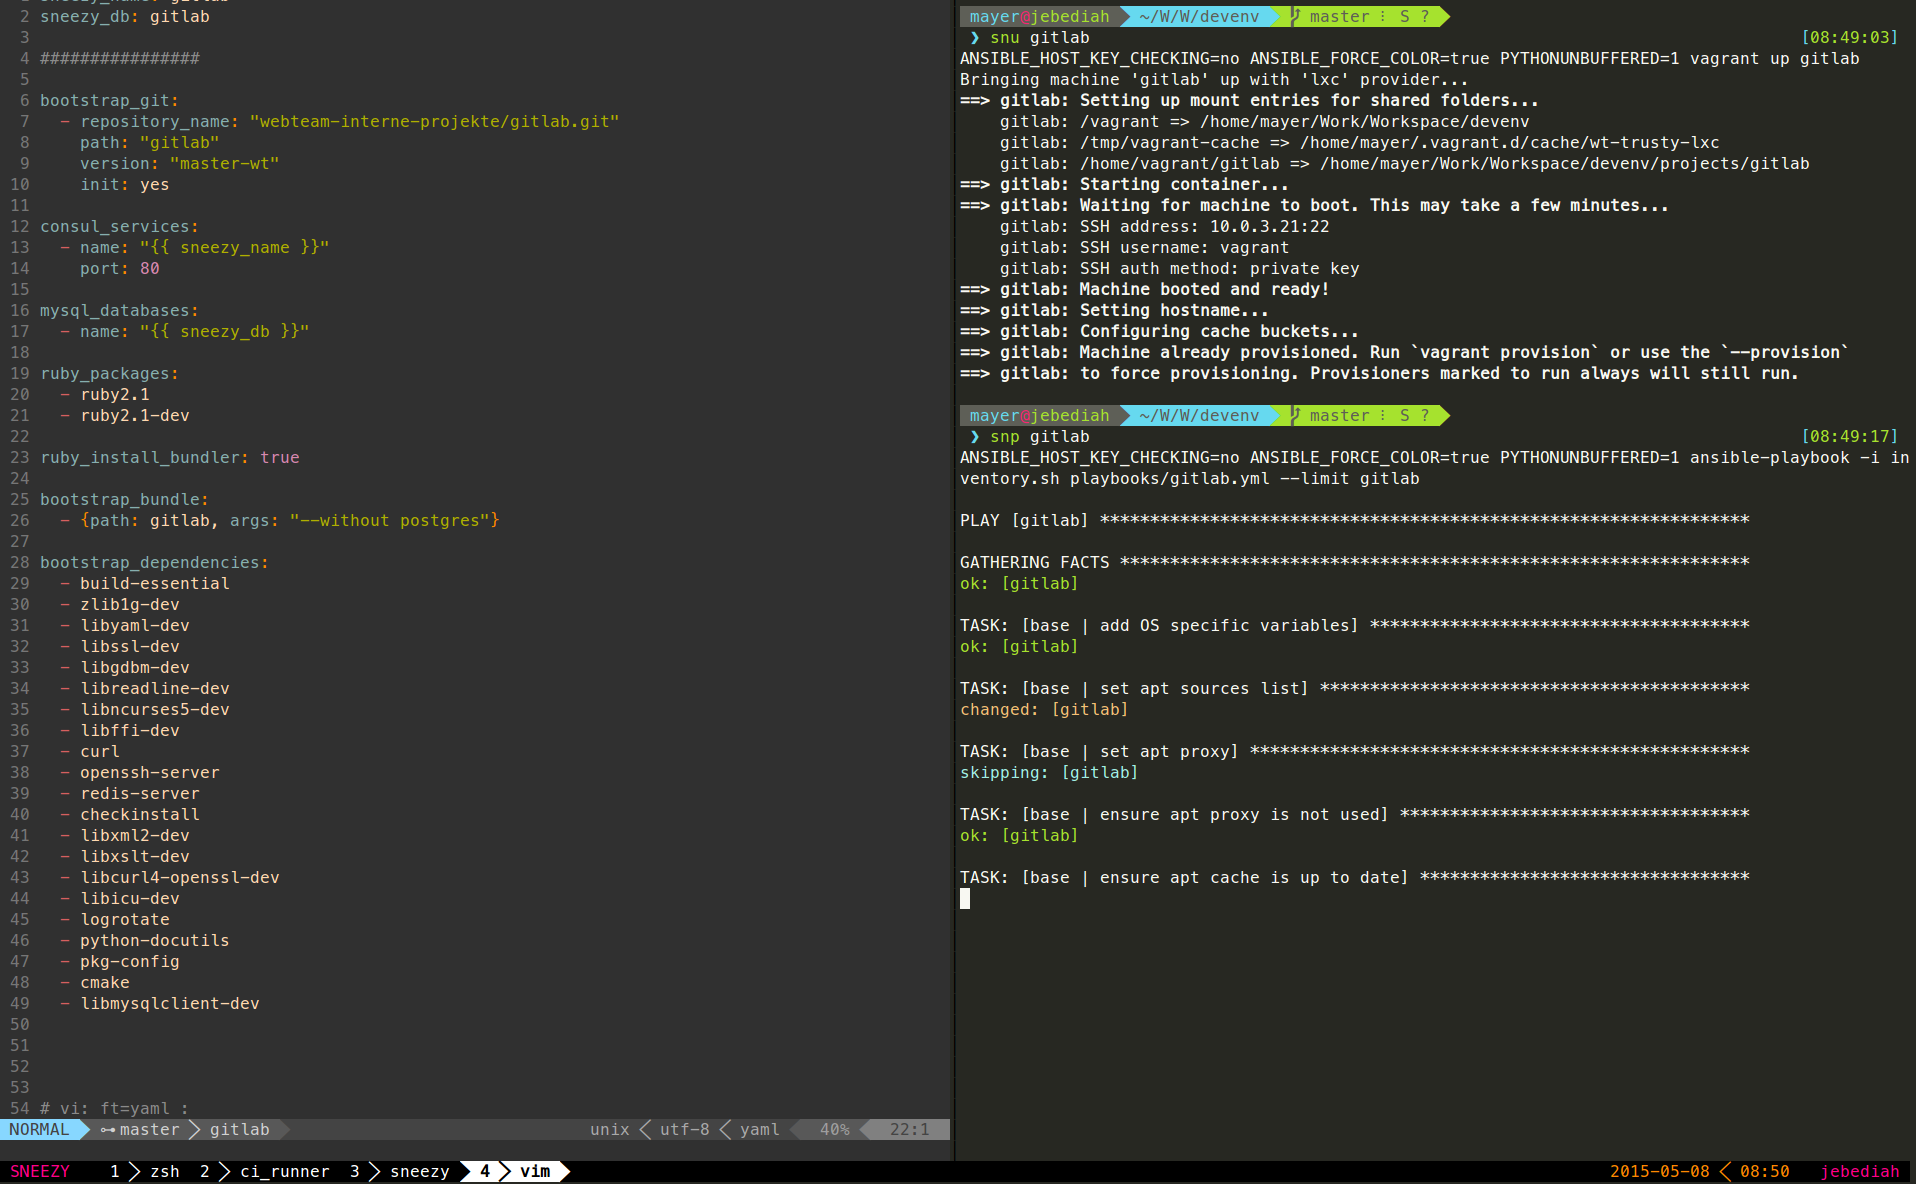 1 sneezy_name: gitlab
2 sneezy_db: gitlab
3
4 ################
5
6 bootstrap_git:
7   - repository_name: "webteam-interne-projekte/gitlab.git"
8     path: "gitlab"
9     version: "master-wt"
10     init: yes
11
12 consul_services:
13   - name: "{{ sneezy_name }}"
14     port: 80
15
16 mysql_databases:
17   - name: "{{ sneezy_db }}"
18
19 ruby_packages:
20   - ruby2.1
21   - ruby2.1-dev
22
23 ruby_install_bundler: true
24
25 bootstrap_bundle:
26   - {path: gitlab, args: "--without postgres"}
27
28 bootstrap_dependencies:
29   - build-essential
30   - zlib1g-dev
31   - libyaml-dev
32   - libssl-dev
33   - libgdbm-dev
34   - libreadline-dev
35   - libncurses5-dev
36   - libffi-dev
37   - curl
38   - openssh-server
39   - redis-server
40   - checkinstall
41   - libxml2-dev
42   - libxslt-dev
43   - libcurl4-openssl-dev
44   - libicu-dev
45   - logrotate
46   - python-docutils
47   - pkg-config
48   - cmake
49   - libmysqlclient-dev
50
51
52
53
54 # vi: ft=yaml :
NORMAL master gitlab unix utf-8 yaml 40% 22:1
mayer@jebediah ~/W/W/devenv master ⋮ S ?
❯ snu gitlab [08:49:03]
ANSIBLE_HOST_KEY_CHECKING=no ANSIBLE_FORCE_COLOR=true PYTHONUNBUFFERED=1 vagrant up gitlab
Bringing machine 'gitlab' up with 'lxc' provider...
==> gitlab: Setting up mount entries for shared folders...
    gitlab: /vagrant => /home/mayer/Work/Workspace/devenv
    gitlab: /tmp/vagrant-cache => /home/mayer/.vagrant.d/cache/wt-trusty-lxc
    gitlab: /home/vagrant/gitlab => /home/mayer/Work/Workspace/devenv/projects/gitlab
==> gitlab: Starting container...
==> gitlab: Waiting for machine to boot. This may take a few minutes...
    gitlab: SSH address: 10.0.3.21:22
    gitlab: SSH username: vagrant
    gitlab: SSH auth method: private key
==> gitlab: Machine booted and ready!
==> gitlab: Setting hostname...
==> gitlab: Configuring cache buckets...
==> gitlab: Machine already provisioned. Run `vagrant provision` or use the `--provision`
==> gitlab: to force provisioning. Provisioners marked to run always will still run.
mayer@jebediah ~/W/W/devenv master ⋮ S ?
❯ snp gitlab [08:49:17]
ANSIBLE_HOST_KEY_CHECKING=no ANSIBLE_FORCE_COLOR=true PYTHONUNBUFFERED=1 ansible-playbook -i in
ventory.sh playbooks/gitlab.yml --limit gitlab
PLAY [gitlab] *****************************************************************
GATHERING FACTS ***************************************************************
ok: [gitlab]
TASK: [base | add OS specific variables] **************************************
ok: [gitlab]
TASK: [base | set apt sources list] *******************************************
changed: [gitlab]
TASK: [base | set apt proxy] **************************************************
skipping: [gitlab]
TASK: [base | ensure apt proxy is not used] ***********************************
ok: [gitlab]
TASK: [base | ensure apt cache is up to date] *********************************
SNEEZY 1 zsh 2 ci_runner 3 sneezy 4 vim 2015-05-08 08:50 jebediah